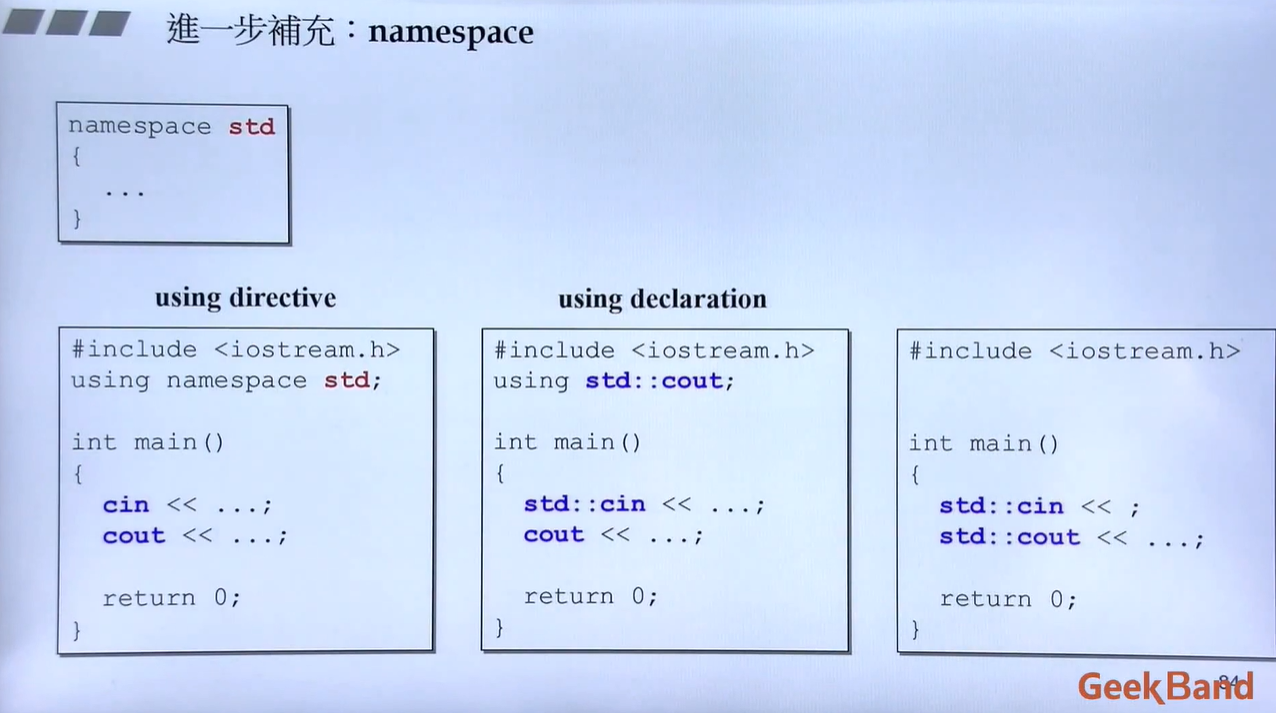 進一步補充：namespace
namespace std
{
...
}
using directive
#include <iostream.h>
using namespace std;
int main()
{
cin << ...;
cout << ...;
return 0;
}
using declaration
#include <iostream.h>
using std::cout;
int main()
{
std::cin << ...;
cout << ...;
return 0;
}
#include <iostream.h>
int main()
{
std::cin << ;
std::cout << ...;
return 0;
}
84
GeekBand